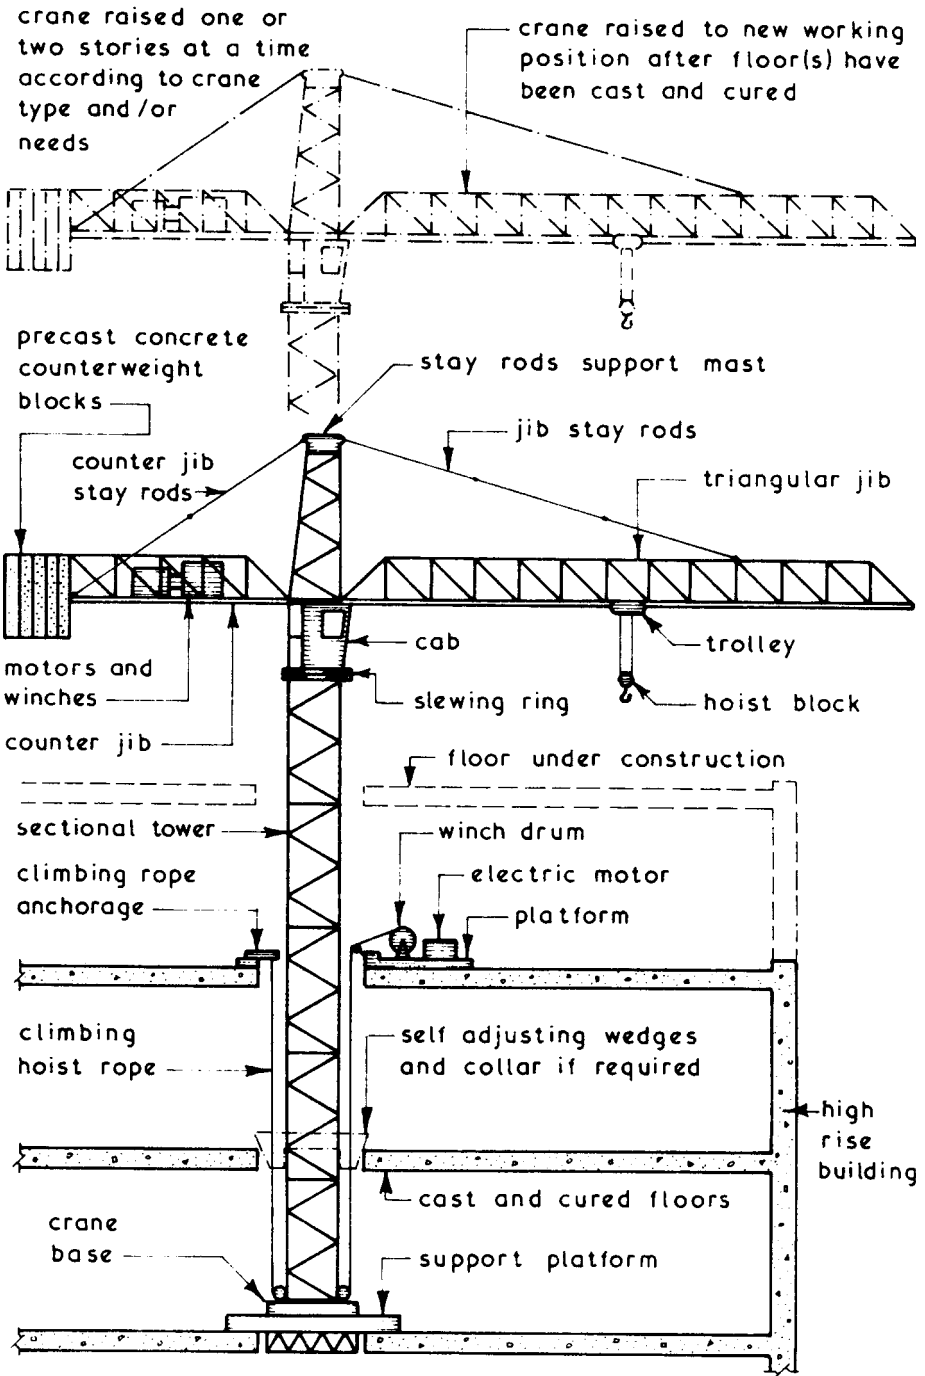 crane raised one or
two stories at a time
according to crane
type and/or
needs
crane raised to new working
position after floor(s) have
been cast and cured
precast concrete
counterweight
blocks
stay rods support mast
jib stay rods
counter jib
stay rods
triangular jib
cab
trolley
motors and
winches
slewing ring
hoist block
counter jib
floor under construction
sectional tower
winch drum
climbing rope
anchorage
electric motor
platform
climbing
hoist rope
self adjusting wedges
and collar if required
high
rise
building
cast and cured floors
crane
base
support platform